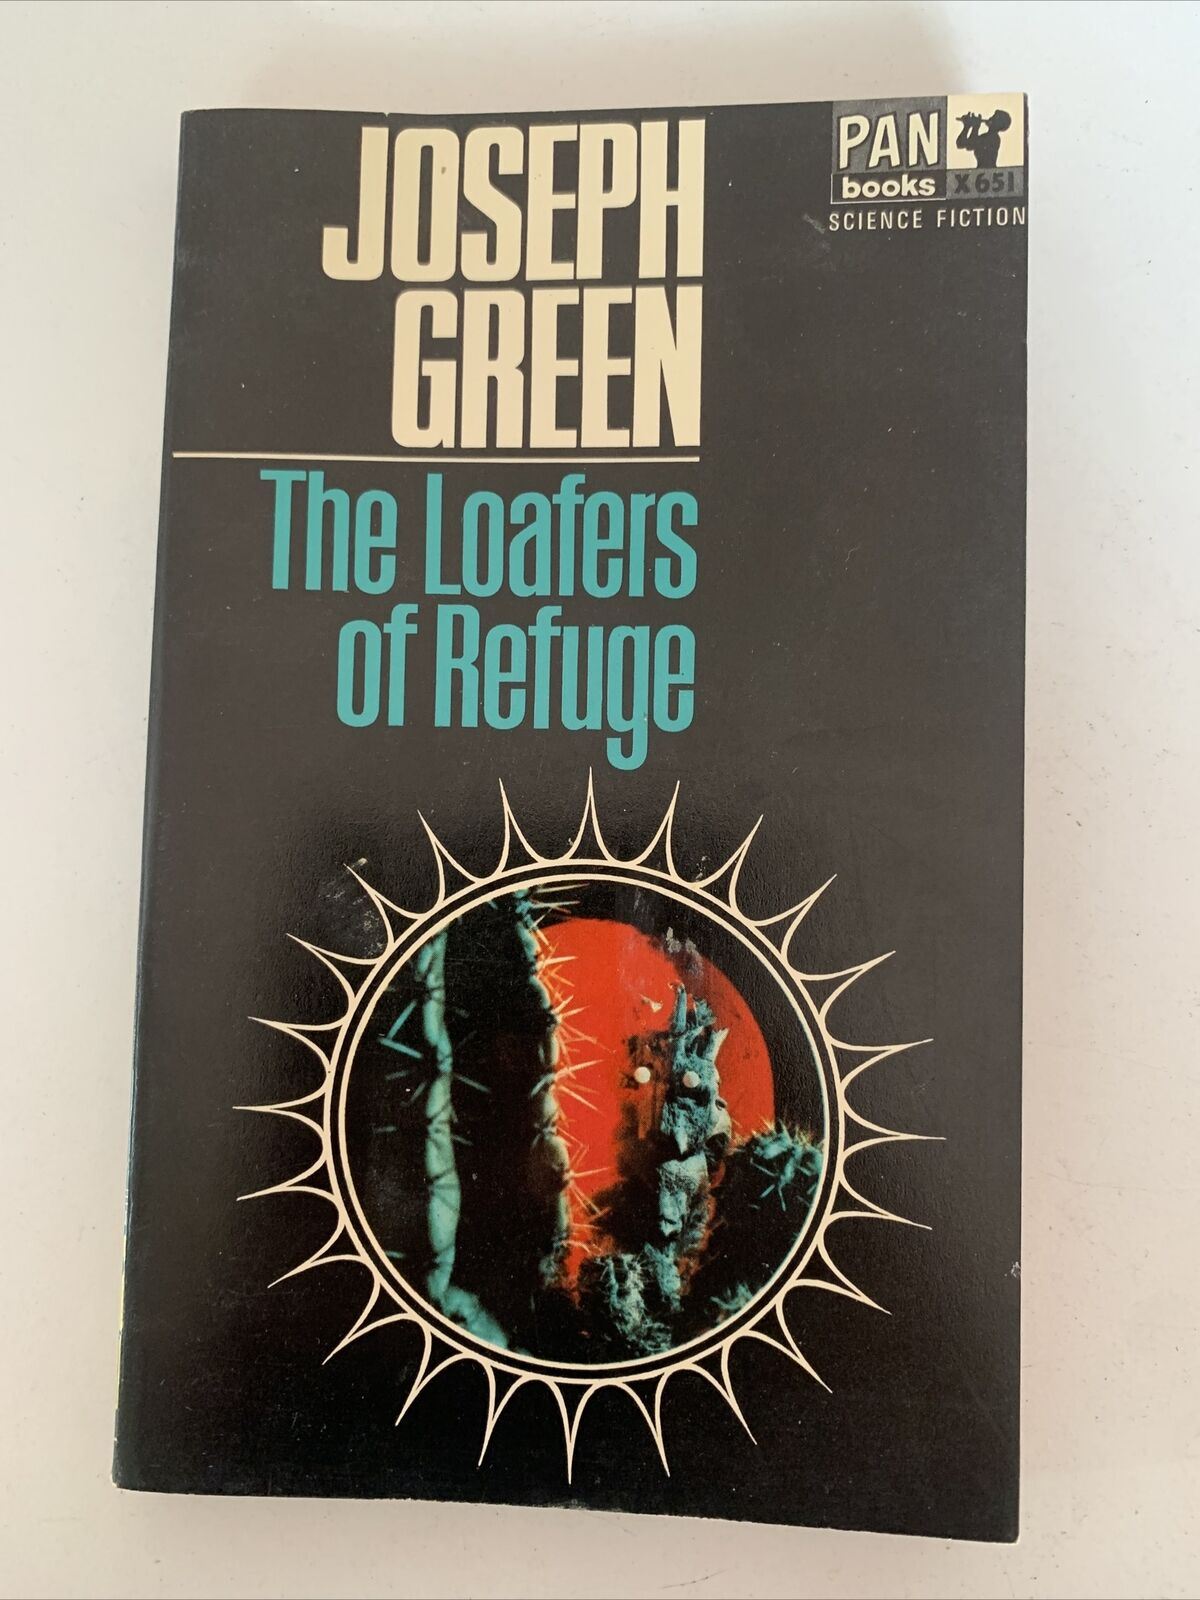 JOSEPH
GREEN
The Loafers
of Refuge
PAN
books X651
SCIENCE FICTION